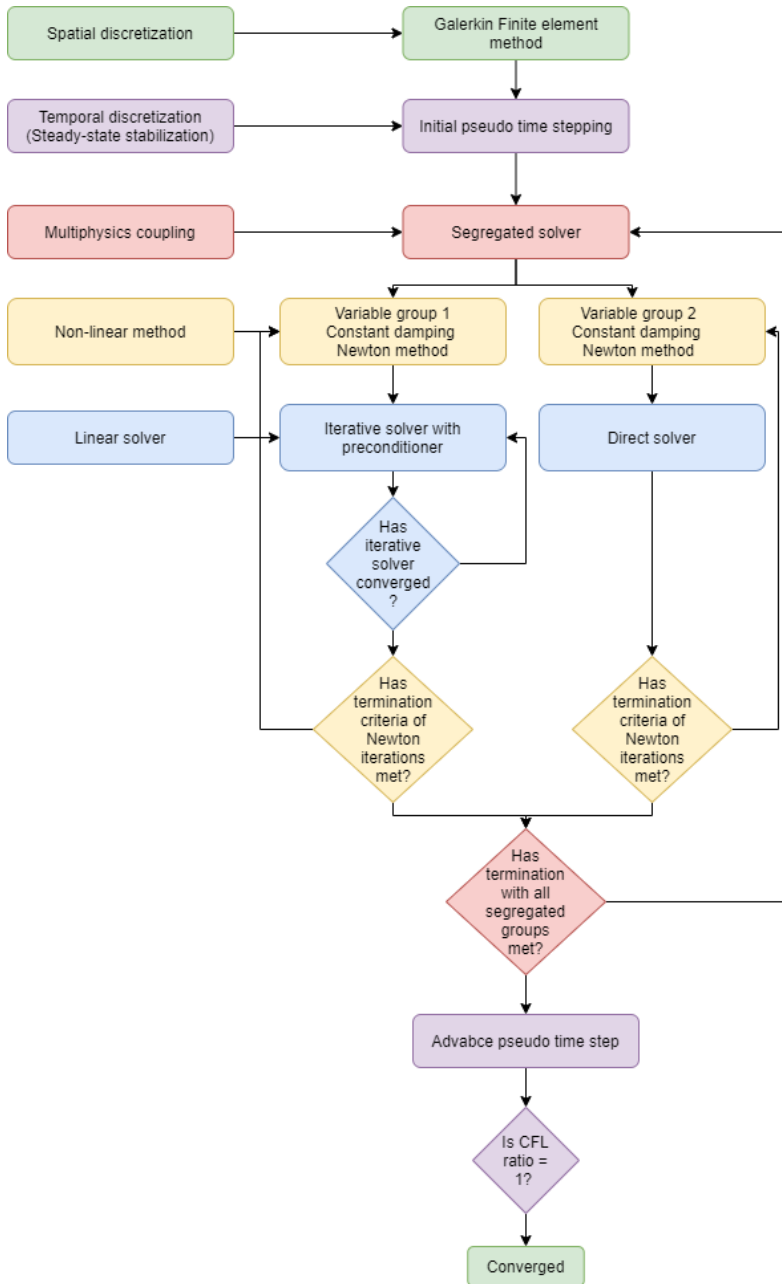 Spatial discretization
Galerkin Finite element
method
Temporal discretization
(Steady-state stabilization)
Initial pseudo time stepping
Multiphysics coupling
Segregated solver
Non-linear method
Variable group 1
Constant damping
Newton method
Variable group 2
Constant damping
Newton method
Linear solver
Iterative solver with
preconditioner
Direct solver
Has
iterative
solver
converged
?
Has
termination
criteria of
Newton
iterations
met?
Has
termination
criteria of
Newton
iterations
met?
Has
termination
with all
segregated
groups
met?
Advabce pseudo time step
Is CFL
ratio =
1?
Converged